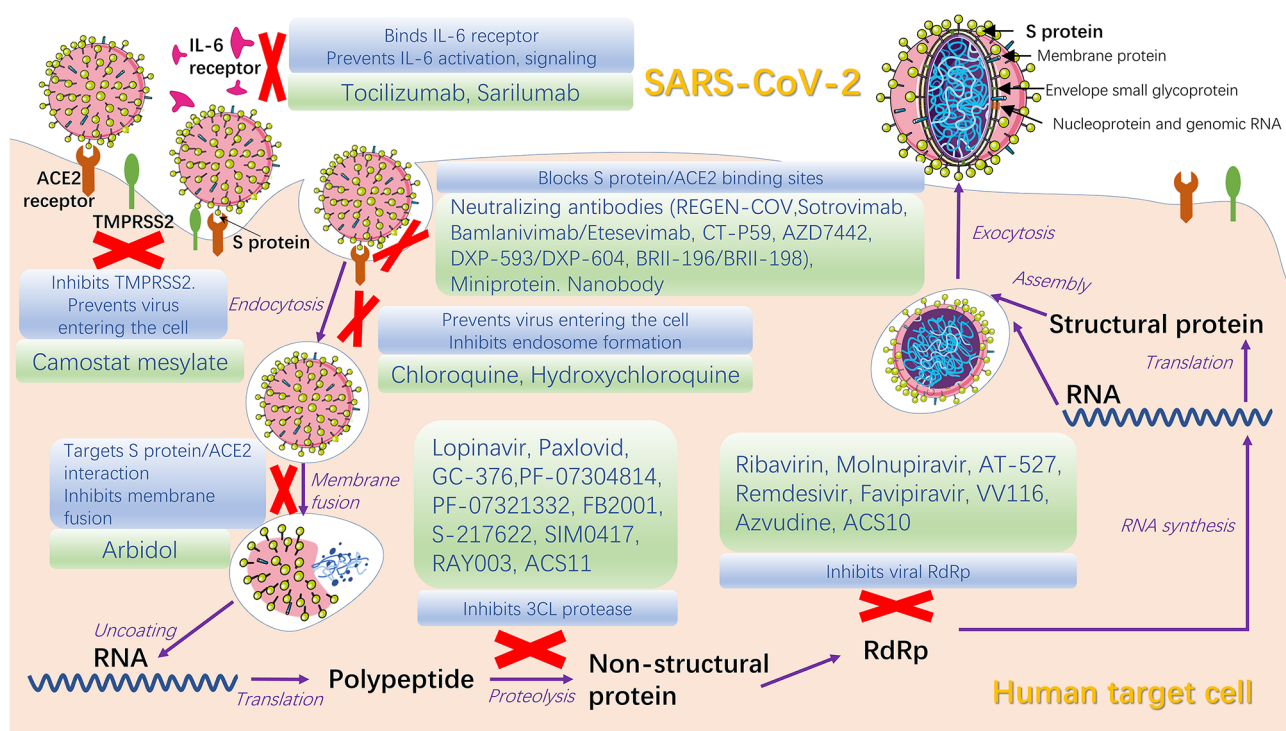 IL-6
receptor
Binds IL-6 receptor
Prevents IL-6 activation, signaling
Tocilizumab, Sarilumab
SARS-CoV-2
S protein
Membrane protein
Envelope small glycoprotein
Nucleoprotein and genomic RNA
ACE2
receptor
TMPRSS2
S protein
Inhibits TMPRSS2.
Prevents virus
entering the cell
Camostat mesylate
Blocks S protein/ACE2 binding sites
Neutralizing antibodies (REGEN-COV,Sotrovimab,
Bamlanivimab/Etesevimab, CT-P59, AZD7442,
DXP-593/DXP-604, BRII-196/BRII-198),
Miniprotein. Nanobody
Endocytosis
Prevents virus entering the cell
Inhibits endosome formation
Chloroquine, Hydroxychloroquine
Exocytosis
Assembly
Structural protein
Translation
RNA
Targets S protein/ACE2
interaction
Inhibits membrane
fusion
Arbidol
Membrane
fusion
Lopinavir, Paxlovid,
GC-376,PF-07304814,
PF-07321332, FB2001,
S-217622, SIM0417,
RAY003, ACS11
Inhibits 3CL protease
Ribavirin, Molnupiravir, AT-527,
Remdesivir, Favipiravir, VV116,
Azvudine, ACS10
Inhibits viral RdRp
RNA synthesis
Uncoating
RNA
Translation
Polypeptide
Proteolysis
Non-structural
protein
RdRp
Human target cell